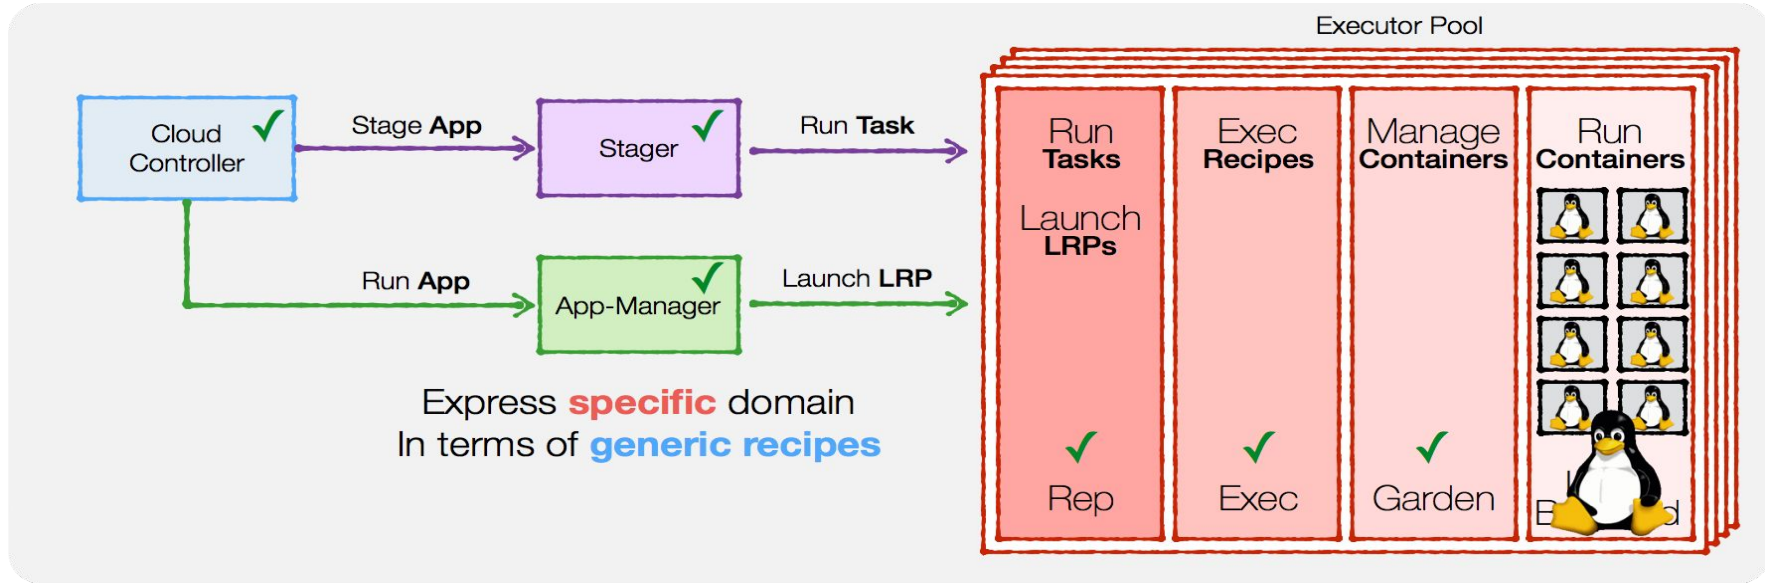 Executor Pool
Cloud
Controller
Stage App
Stager
Run Task
Run App
App-Manager
Launch LRP
Express specific domain
In terms of generic recipes
Run
Tasks
Launch
LRPs
Rep
Exec
Recipes
Exec
Manage
Containers
Garden
Run
Containers